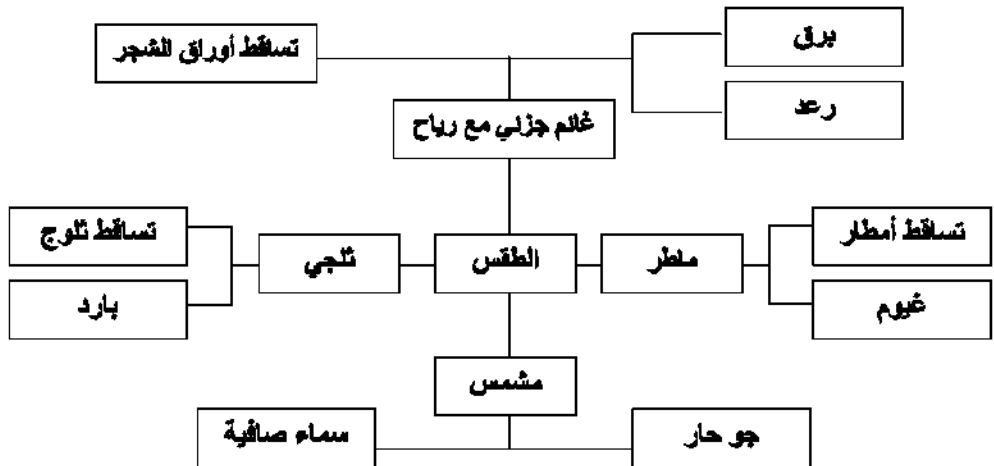 برق
تساقط أوراق الشجر
رعد
غائم جزئي مع رياح
تساقط أمطار
تساقط ثلوج
ماطر
الطقس
ثلجي
غيوم
بارد
مشمس
جو حار
سماء صافية